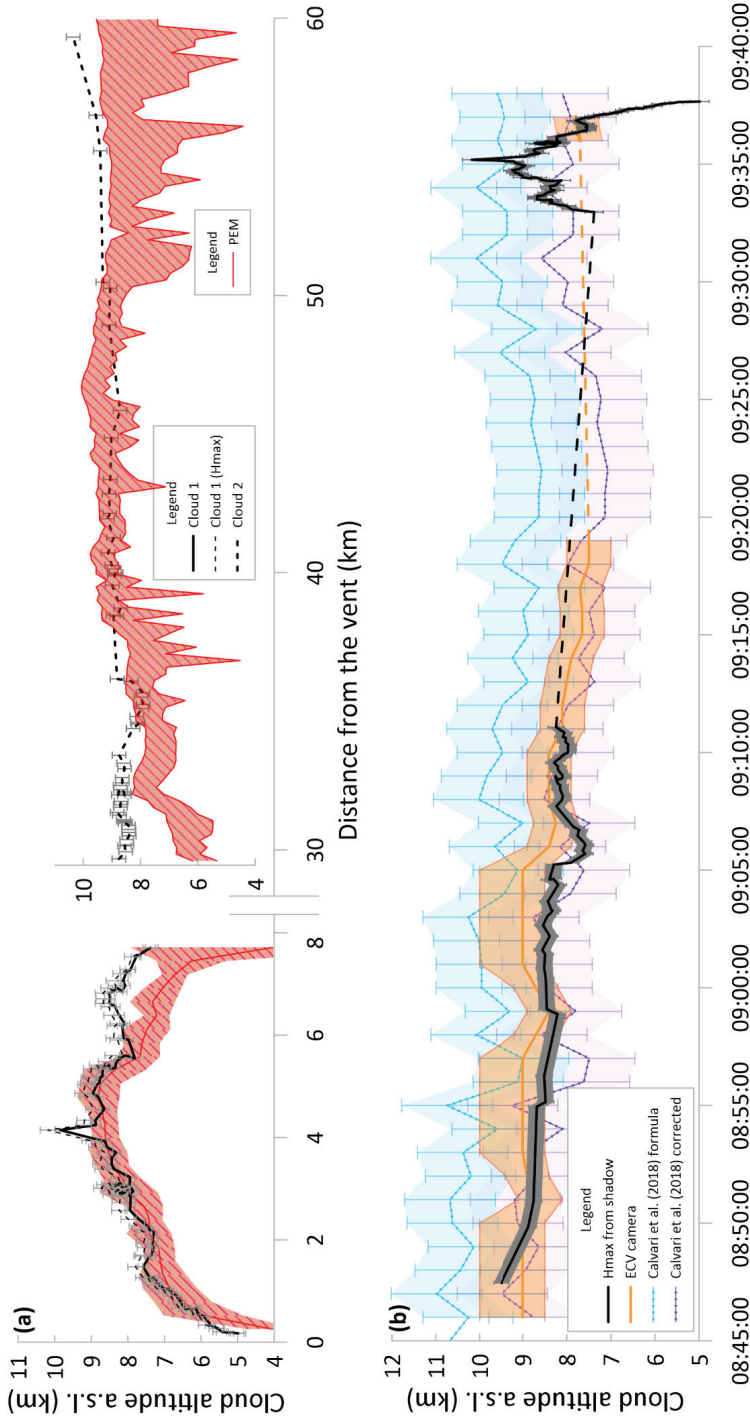 (a)
Cloud altitude a.s.l. (km)
11
10
9
8
7
6
5
4
0
2
4
6
8
10
8
6
4
30
40
50
60
Distance from the vent (km)
Legend
Cloud 1
Cloud 1 (Hmax)
Cloud 2
Legend
PEM
(b)
Cloud altitude a.s.l. (km)
12
11
10
9
8
7
6
5
Legend
Hmax from shadow
ECV camera
Calvari et al. (2018) formula
Calvari et al. (2018) corrected
08:45:00
08:50:00
08:55:00
09:00:00
09:05:00
09:10:00
09:15:00
09:20:00
09:25:00
09:30:00
09:35:00
09:40:00